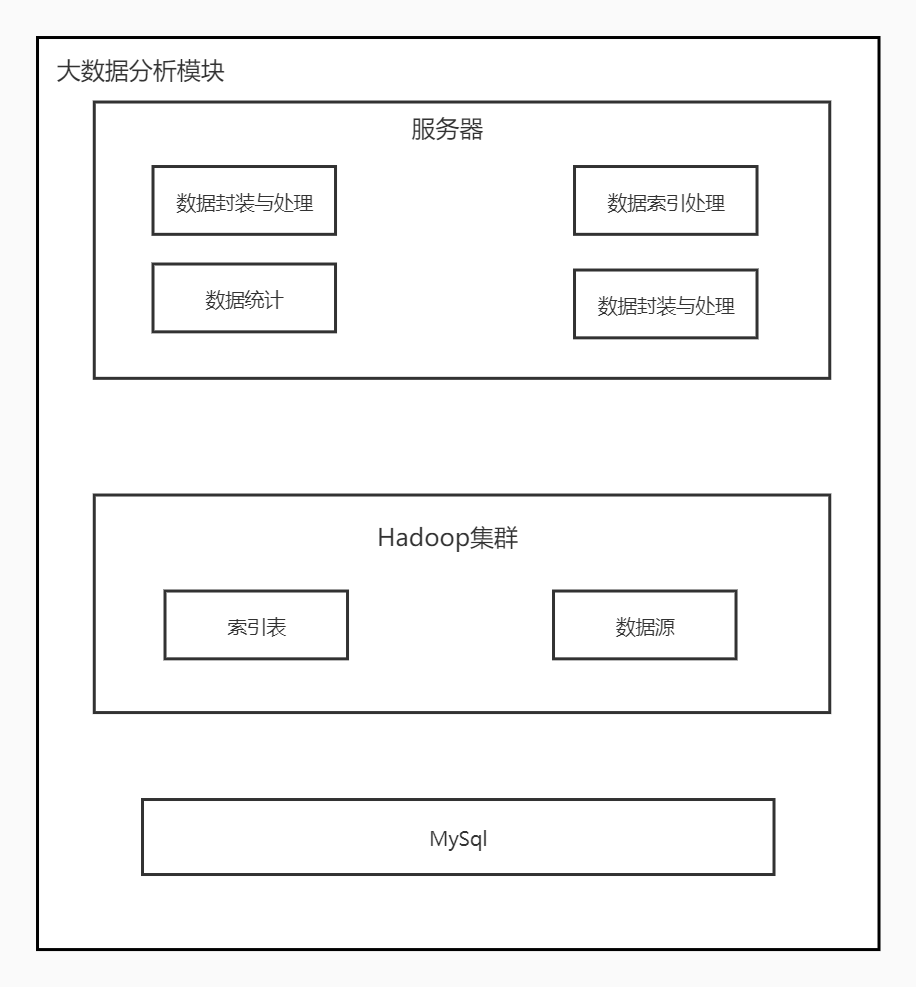 大数据分析模块
服务器
数据封装与处理
数据索引处理
数据统计
数据封装与处理
Hadoop集群
索引表
数据源
MySql